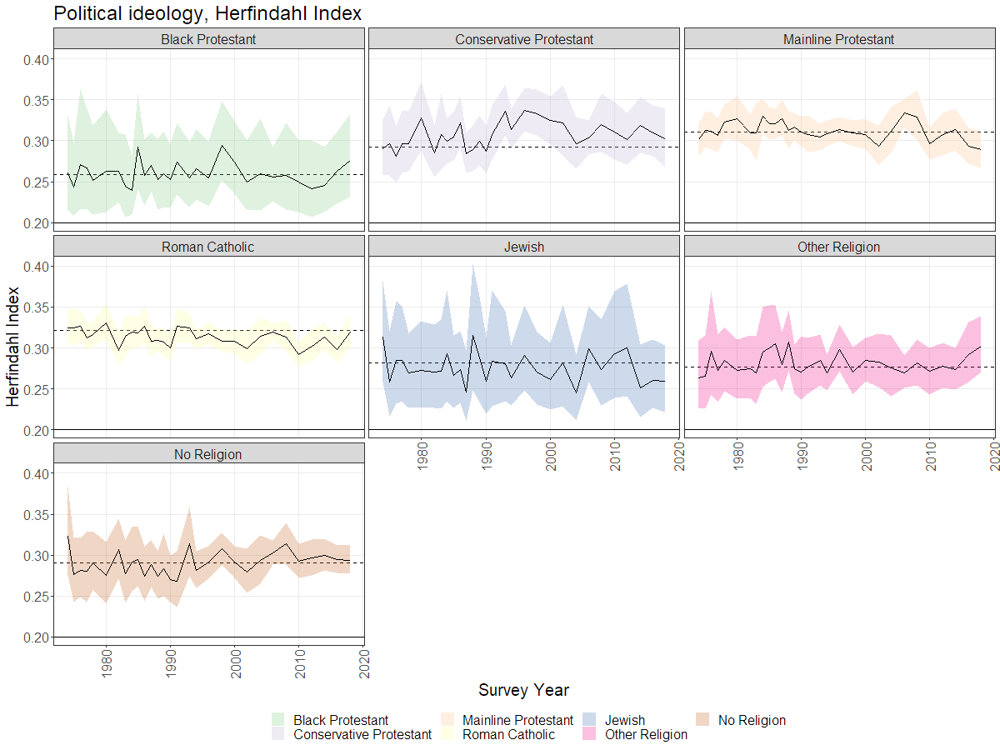 Political ideology, Herfindahl Index
Black Protestant
Conservative Protestant
Mainline Protestant
0.40
0.35
0.30
0.25
0.20
Roman Catholic
Jewish
Other Religion
0.40
0.35
0.30
0.25
0.20
Herfindahl Index
1980
1990
2000
2010
2020
1980
1990
2000
2010
2020
No Religion
0.40
0.35
0.30
0.25
0.20
1980
1990
2000
2010
2020
Survey Year
Black Protestant
Mainline Protestant
Jewish
No Religion
Conservative Protestant
Roman Catholic
Other Religion